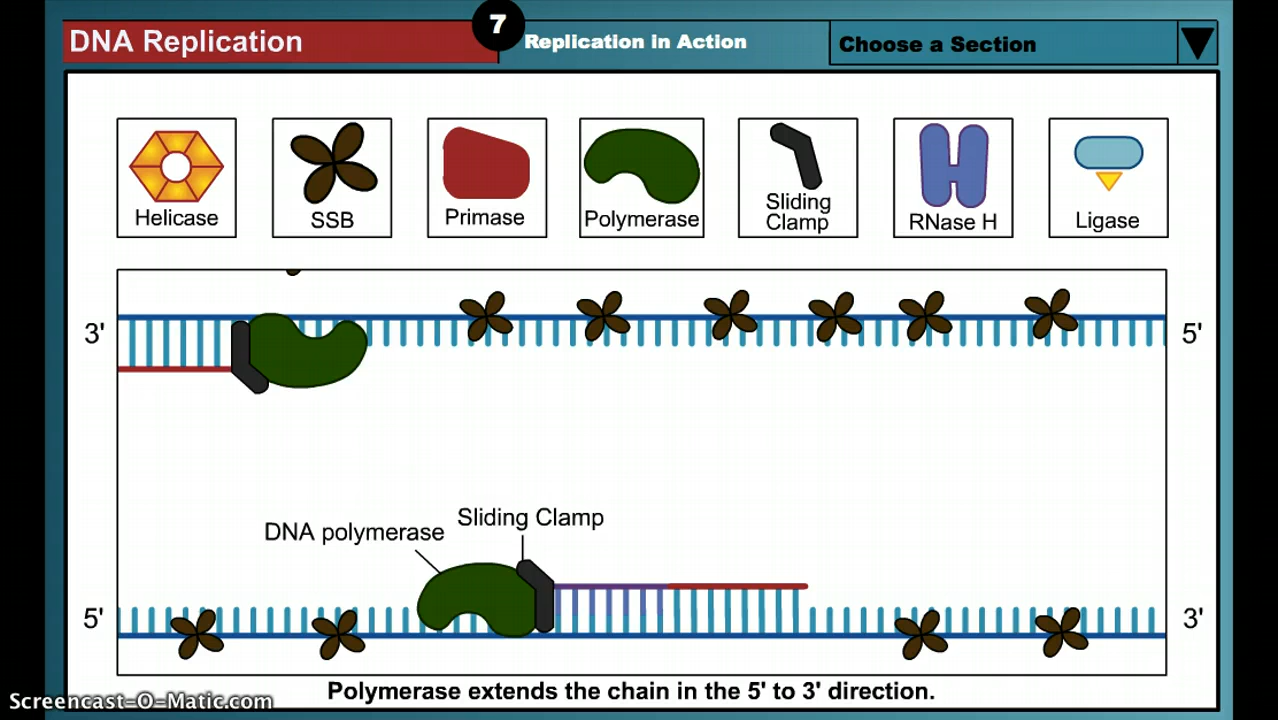 DNA Replication
7
Replication in Action
Choose a Section
Helicase
SSB
Primase
Polymerase
Sliding
Clamp
RNase H
Ligase
3'
5'
DNA polymerase
Sliding Clamp
5'
3'
Polymerase extends the chain in the 5' to 3' direction.
Screencast-O-Matic.com